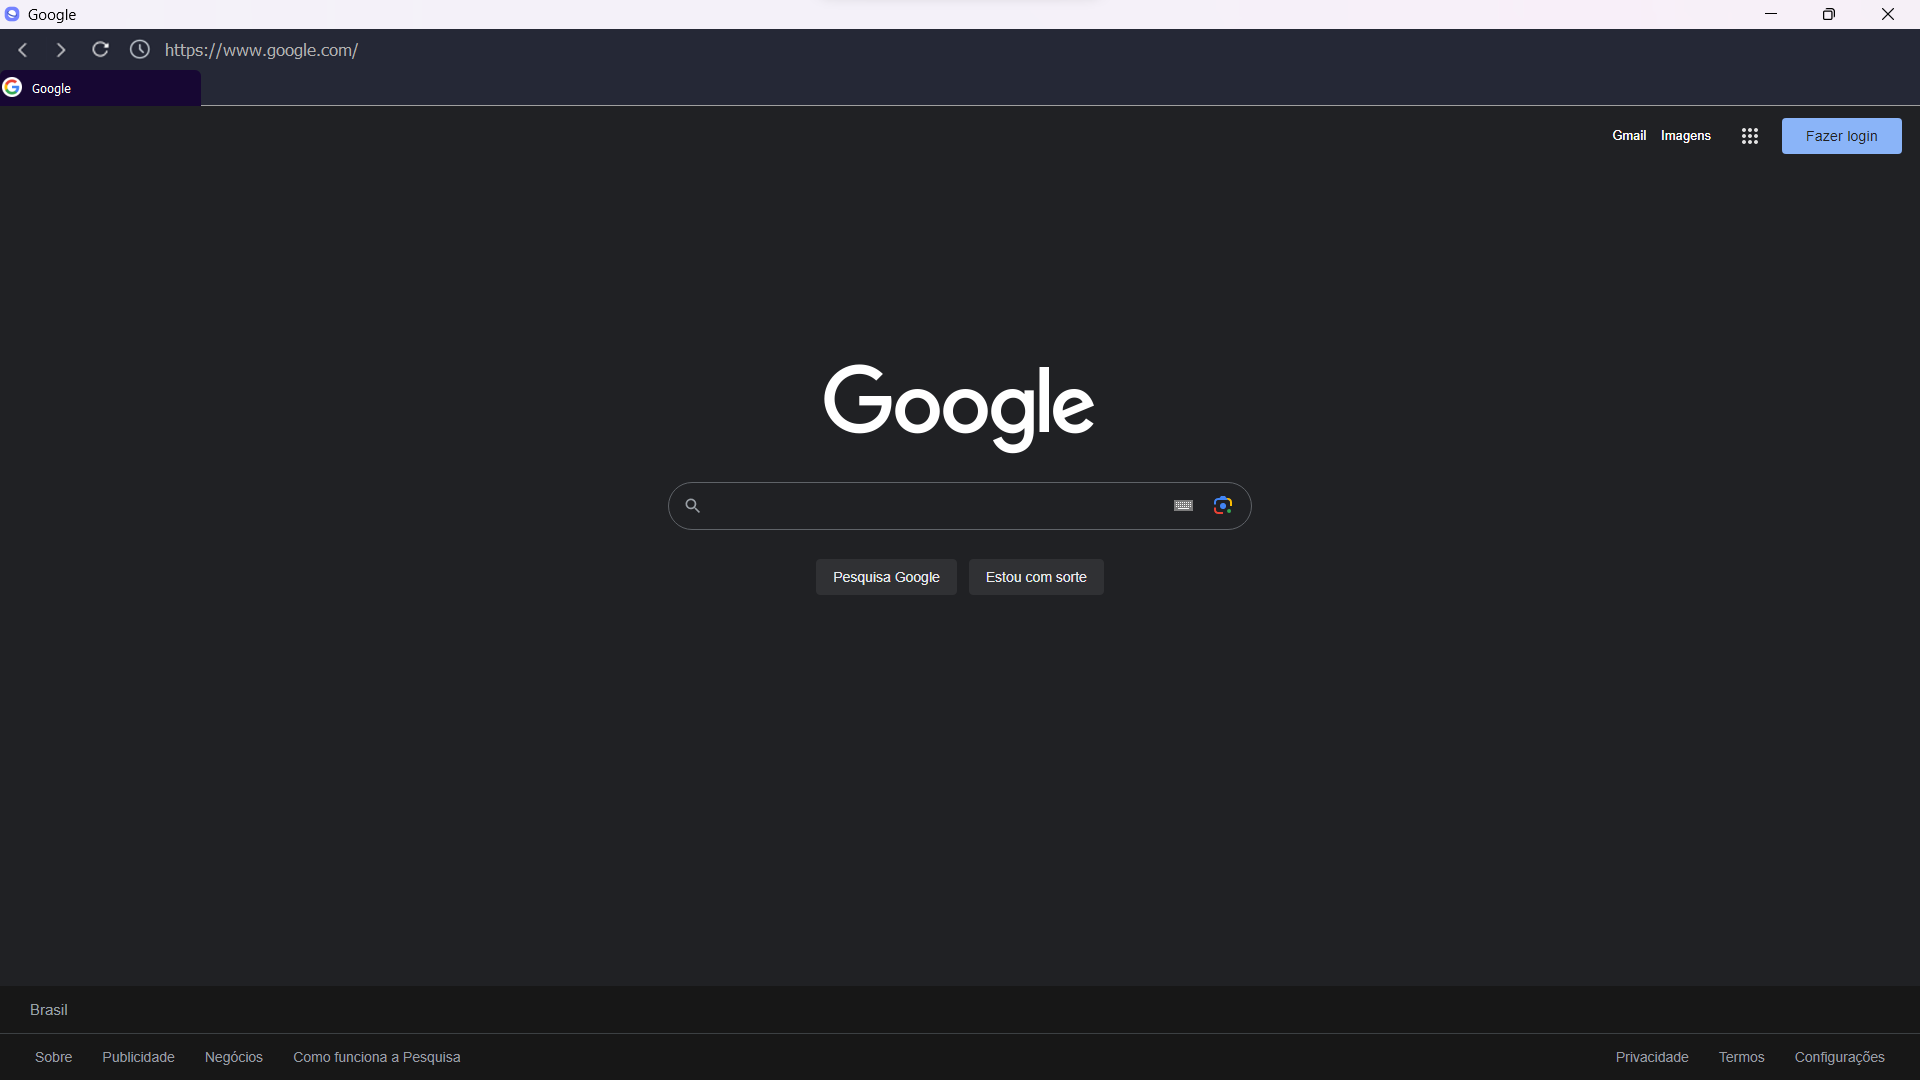 Google
https://www.google.com/
Google
Gmail Imagens Fazer login
Google
Pesquisa Google Estou com sorte
Brasil
Sobre Publicidade Negócios Como funciona a Pesquisa Privacidade Termos Configurações